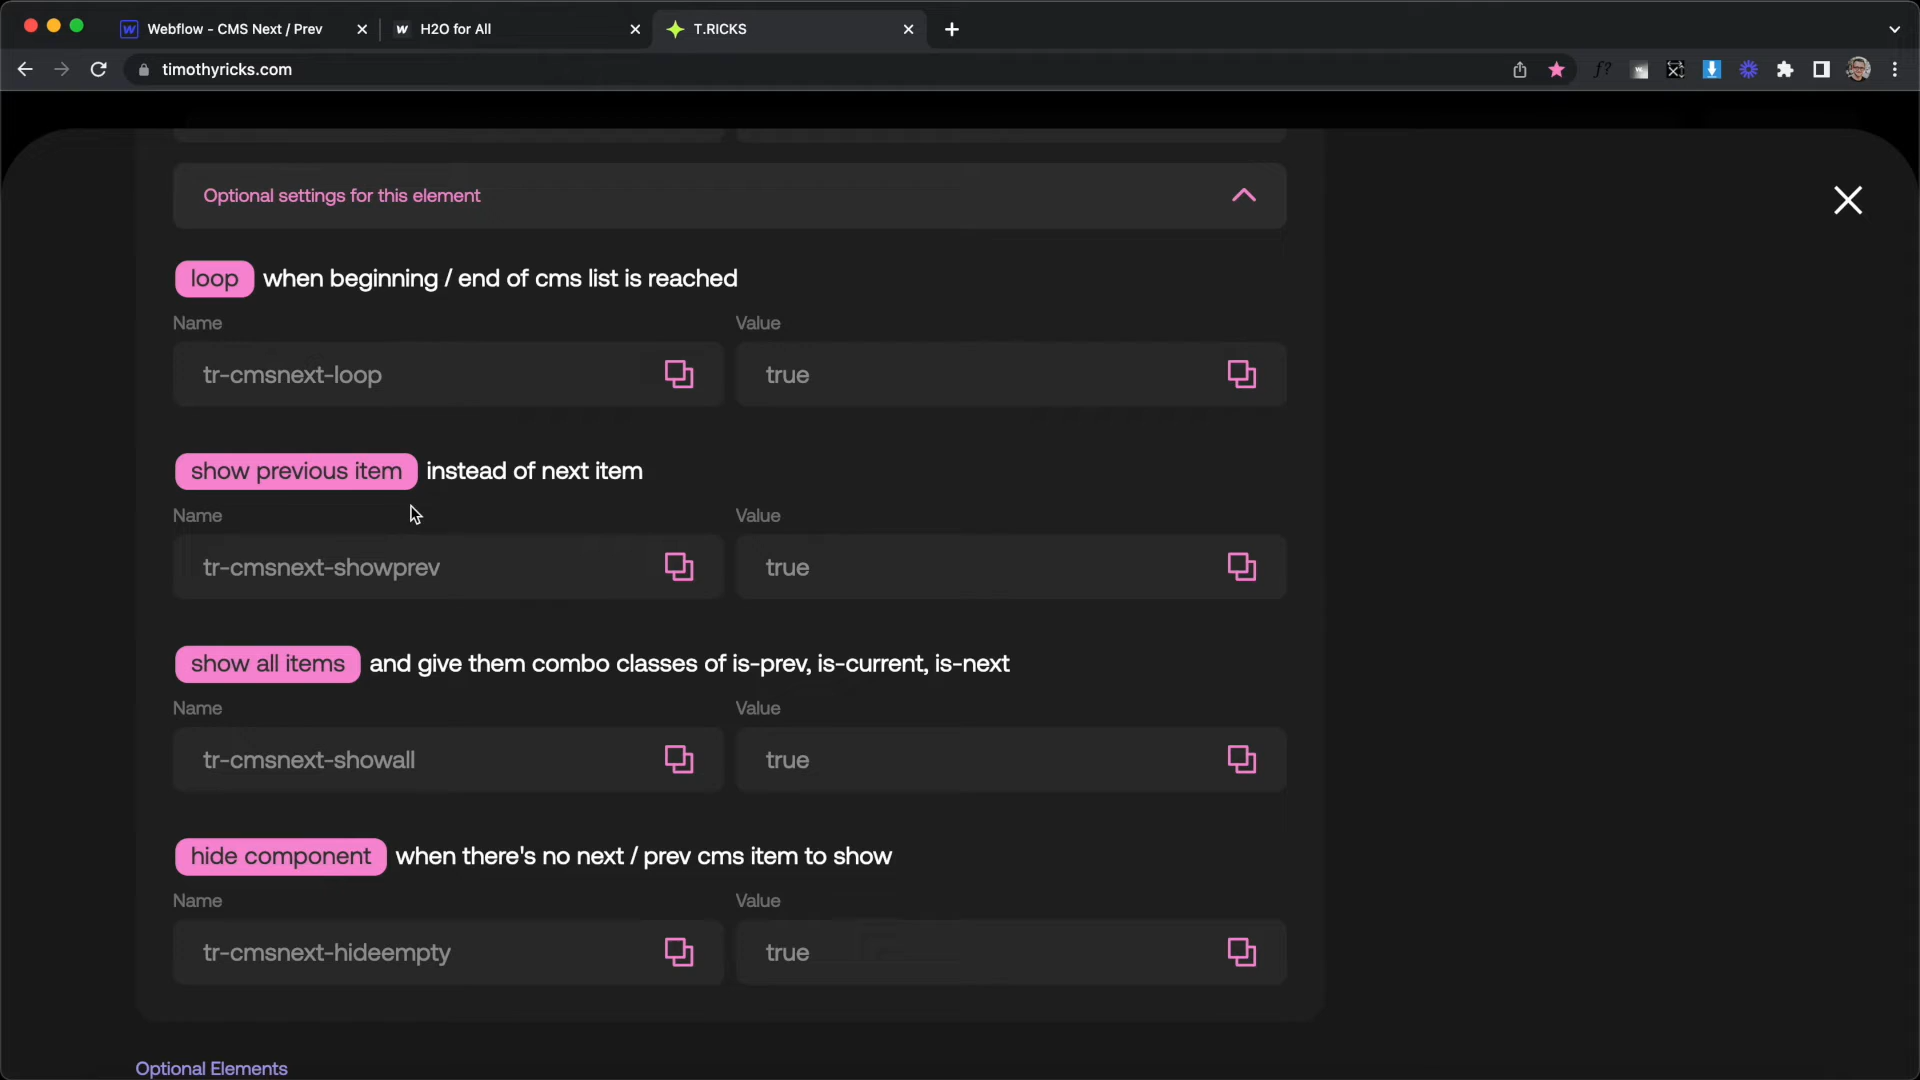 Webflow - CMS Next / Prev
H2O for All
T.RICKS
timothyricks.com
Optional settings for this element
loop when beginning / end of cms list is reached
Name Value
tr-cmsnext-loop true
show previous item instead of next item
Name Value
tr-cmsnext-showprev true
show all items and give them combo classes of is-prev, is-current, is-next
Name Value
tr-cmsnext-showall true
hide component when there's no next / prev cms item to show
Name Value
tr-cmsnext-hideempty true
Optional Elements